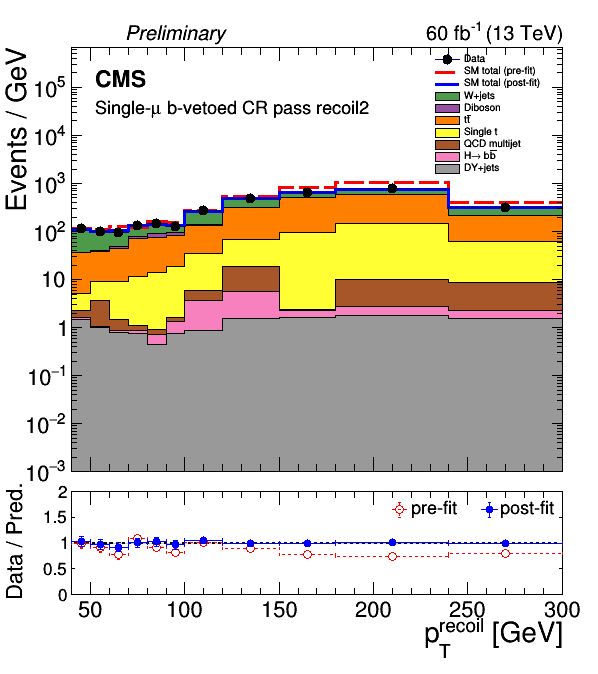 Preliminary
60 fb⁻¹ (13 TeV)
Events / GeV
10⁵
10⁴
10³
10²
10
1
10⁻¹
10⁻²
10⁻³
CMS
Single-μ b-vetoed CR pass recoil2
Data
SM total (pre-fit)
SM total (post-fit)
W+jets
Diboson
tt̅
Single t
QCD multijet
H→ bb̅
DY+jets
Data / Pred.
2
1.5
1
0.5
0
pre-fit
post-fit
50 100 150 200 250 300
p_T^recoil [GeV]